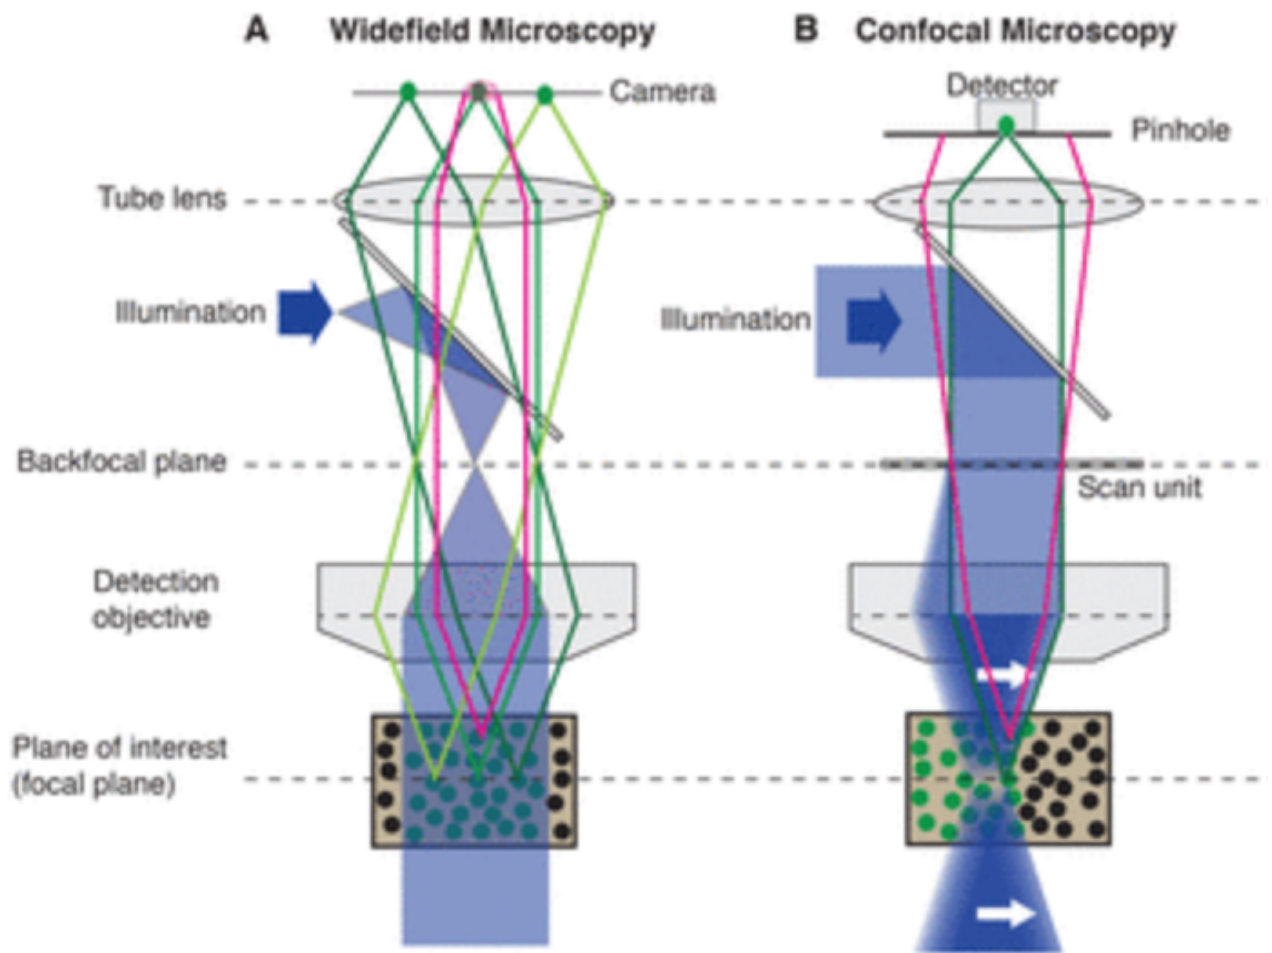 A Widefield Microscopy
B Confocal Microscopy
Camera
Detector
Pinhole
Tube lens
Illumination
Illumination
Backfocal plane
Scan unit
Detection
objective
Plane of interest
(focal plane)